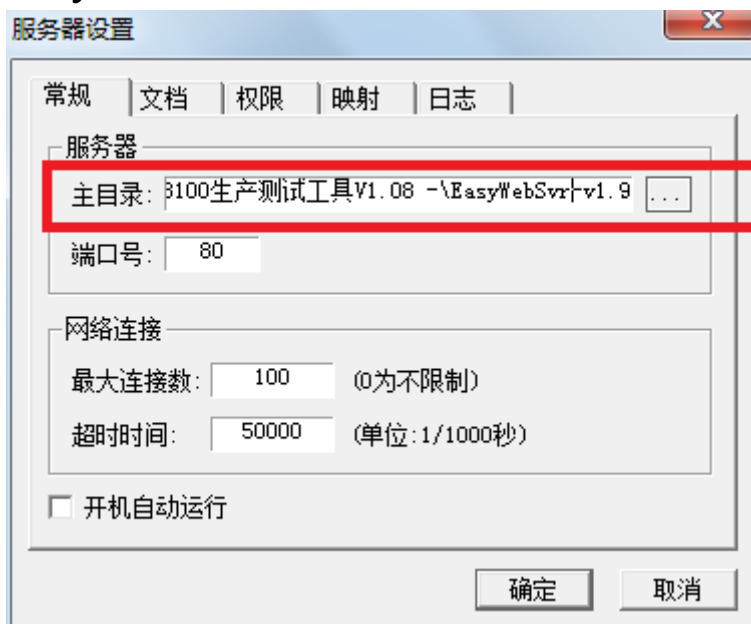 服务器设置
常规 文档 权限 映射 日志
服务器
主目录: 8100生产测试工具V1.08 -\EasyWebSvr-v1.9 ...
端口号: 80
网络连接
最大连接数: 100 (0为不限制)
超时时间: 50000 (单位:1/1000秒)
开机自动运行
确定 取消